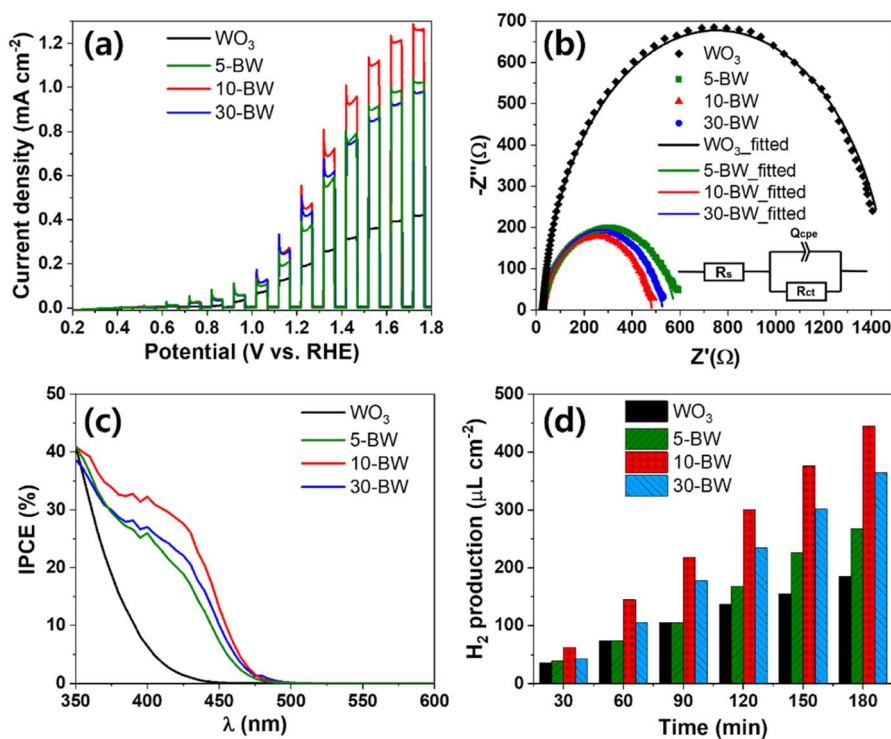 (a)
WO₃
5-BW
10-BW
30-BW
Current density (mA cm⁻²)
1.2
1.0
0.8
0.6
0.4
0.2
0.0
0.2 0.4 0.6 0.8 1.0 1.2 1.4 1.6 1.8
Potential (V vs. RHE)
(b)
WO₃
5-BW
10-BW
30-BW
WO₃_fitted
5-BW_fitted
10-BW_fitted
30-BW_fitted
Rs
Qcpe
Rct
-Z''(Ω)
-700
-600
500
400
300
200
100
0
0 200 400 600 800 1000 1200 1400
Z'(Ω)
(c)
WO₃
5-BW
10-BW
30-BW
IPCE (%)
50
40
30
20
10
0
350 400 450 500 550 600
λ (nm)
(d)
WO₃
5-BW
10-BW
30-BW
H₂ production (μL cm⁻²)
500
400
300
200
100
0
30 60 90 120 150 180
Time (min)